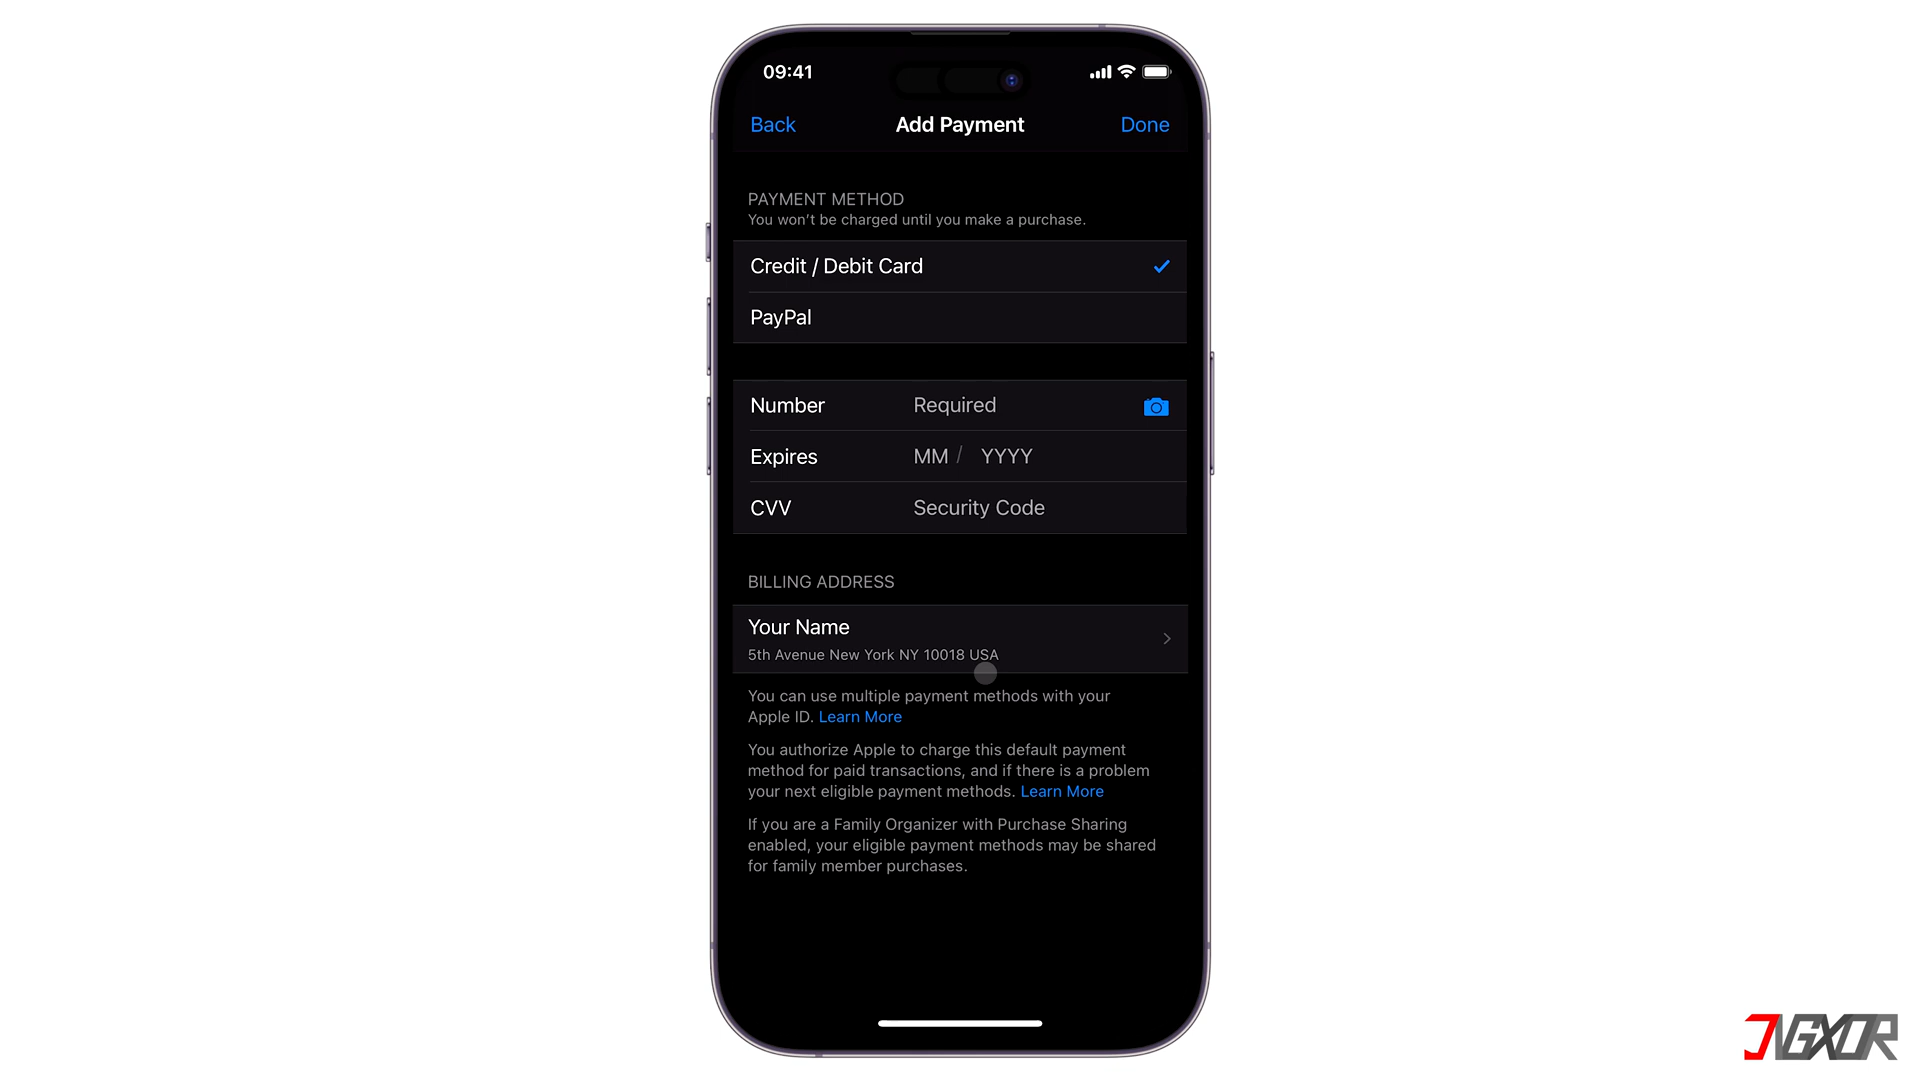 09:41
Back Add Payment Done
PAYMENT METHOD
You won't be charged until you make a purchase.
Credit / Debit Card
PayPal
Number Required
Expires MM / YYYY
CVV Security Code
BILLING ADDRESS
Your Name
5th Avenue New York NY 10018 USA
You can use multiple payment methods with your
Apple ID. Learn More
You authorize Apple to charge this default payment
method for paid transactions, and if there is a problem
your next eligible payment methods. Learn More
If you are a Family Organizer with Purchase Sharing
enabled, your eligible payment methods may be shared
for family member purchases.
JVGXOR